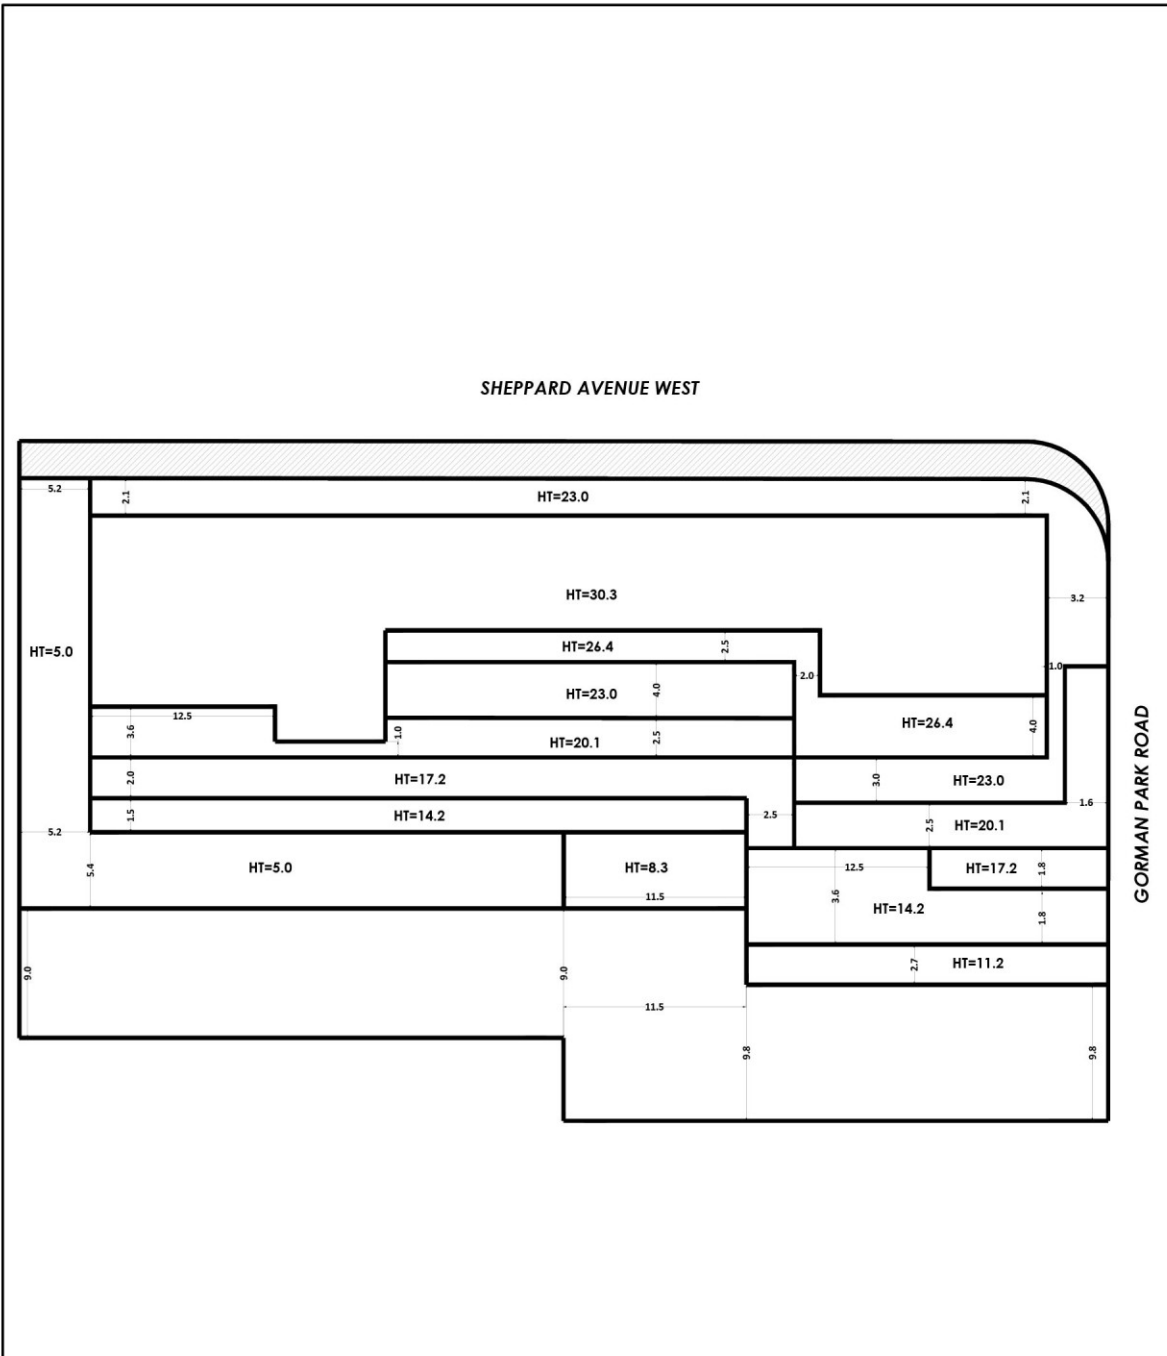 SHEPPARD AVENUE WEST
5.2
2.1
HT=23.0
2.1
HT=30.3
3.2
HT=5.0
HT=26.4
2.5
1.0
2.0
HT=23.0
4.0
12.5
3.6
1.0
HT=20.1
2.5
HT=26.4
4.0
GORMAN PARK ROAD
2.0
HT=17.2
3.0
HT=23.0
1.5
HT=14.2
2.5
1.6
5.2
2.5
HT=20.1
5.4
HT=5.0
HT=8.3
12.5
HT=17.2
1.8
11.5
3.6
HT=14.2
1.8
9.0
9.0
2.7
HT=11.2
11.5
9.8
9.8